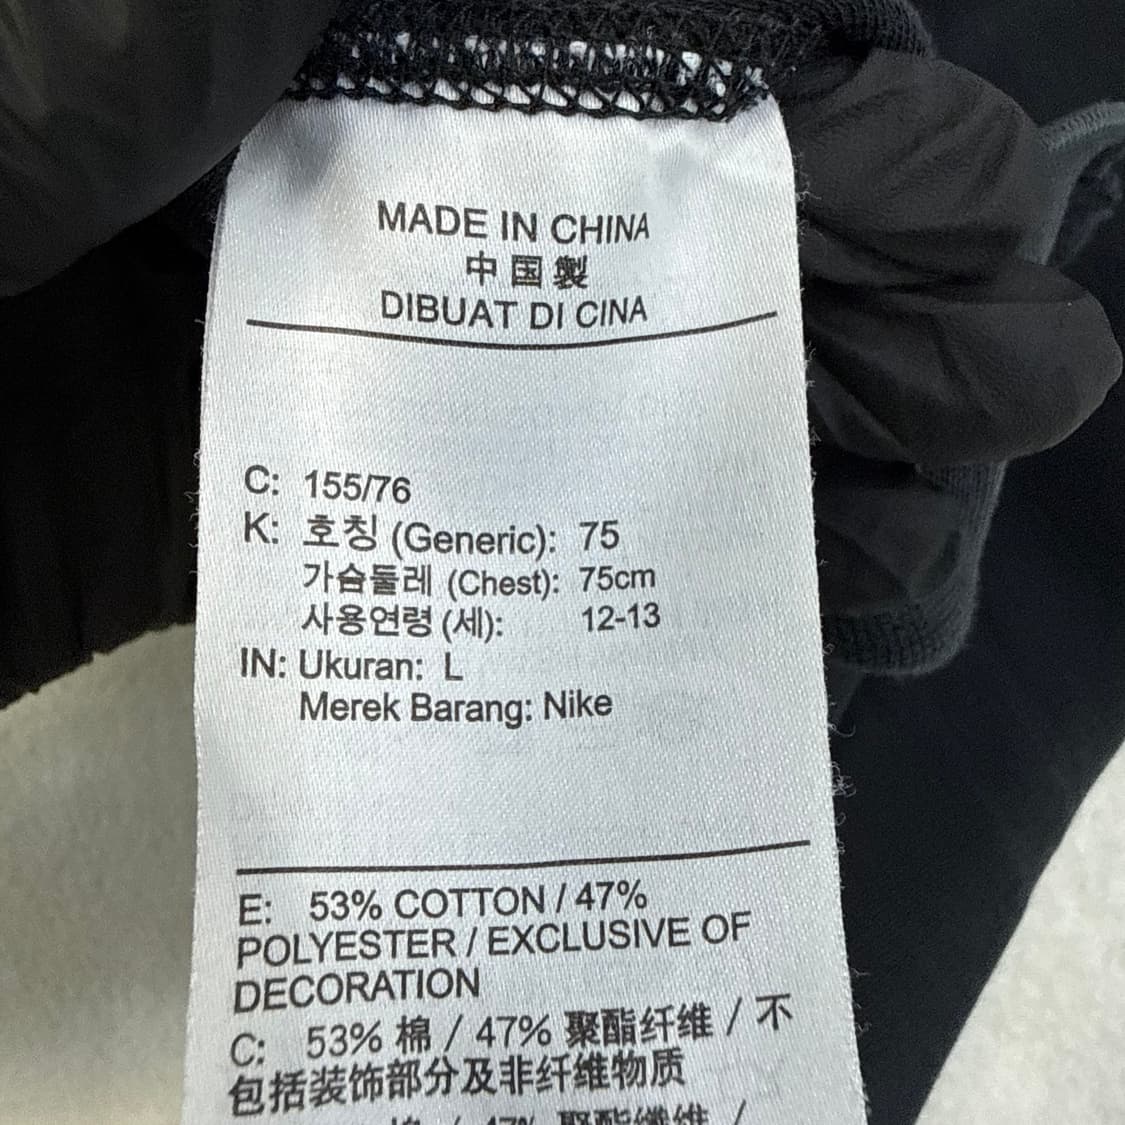 MADE IN CHINA
中国製
DIBUAT DI CINA
C: 155/76
K: 호칭 (Generic): 75
가슴둘레 (Chest): 75cm
사용연령 (세): 12-13
IN: Ukuran: L
Merek Barang: Nike
E: 53% COTTON / 47%
POLYESTER / EXCLUSIVE OF
DECORATION
C: 53% 棉 / 47% 聚酯纤维 / 不
包括装饰部分及非纤维物质